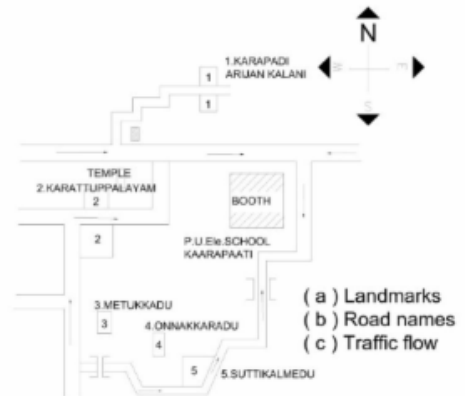 N
W
E
S
1.KARAPADI
ARIJAN KALANI
1
1
TEMPLE
2.KARATTUPPALAYAM
2
2
BOOTH
P.U.Ele.SCHOOL
KAARAPAATI
3.METUKKADU
3
4.ONNAKKARADU
4
5
5.SUTTIKALMEDU
( a ) Landmarks
( b ) Road names
( c ) Traffic flow